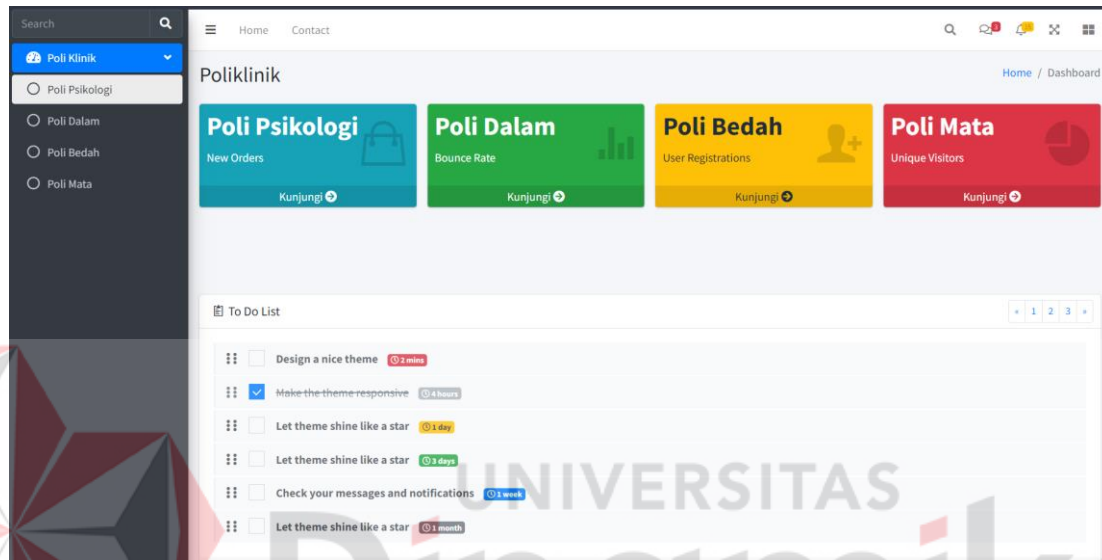 Search
Home Contact
Poli Klinik
Poli Psikologi
Poli Dalam
Poli Bedah
Poli Mata
Poliklinik
Home / Dashboard
Poli Psikologi
New Orders
Kunjungi
Poli Dalam
Bounce Rate
Kunjungi
Poli Bedah
User Registrations
Kunjungi
Poli Mata
Unique Visitors
Kunjungi
To Do List
« 1 2 3 »
Design a nice theme 2 mins
Make the theme responsive 4 hours
Let theme shine like a star 1 day
Let theme shine like a star 3 days
Check your messages and notifications 1 week
Let theme shine like a star 1 month
UNIVERSITAS